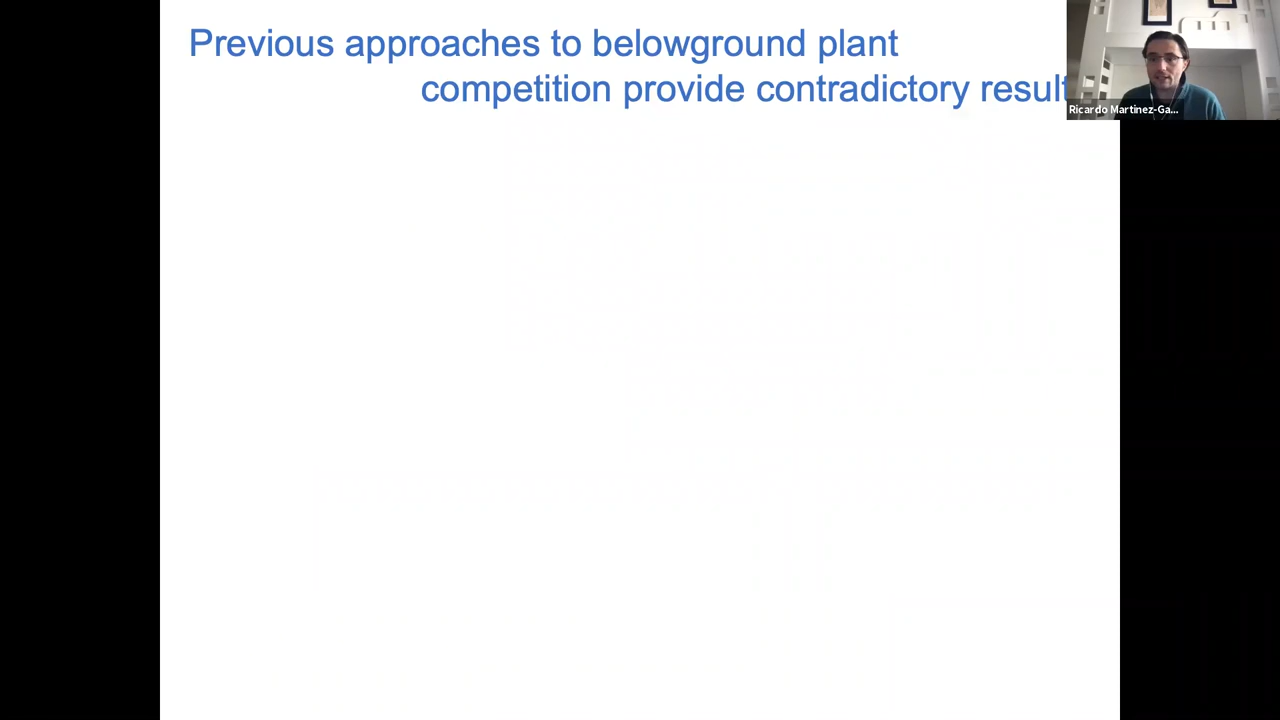 Previous approaches to belowground plant
competition provide contradictory result
Ricardo Martinez-Ga...